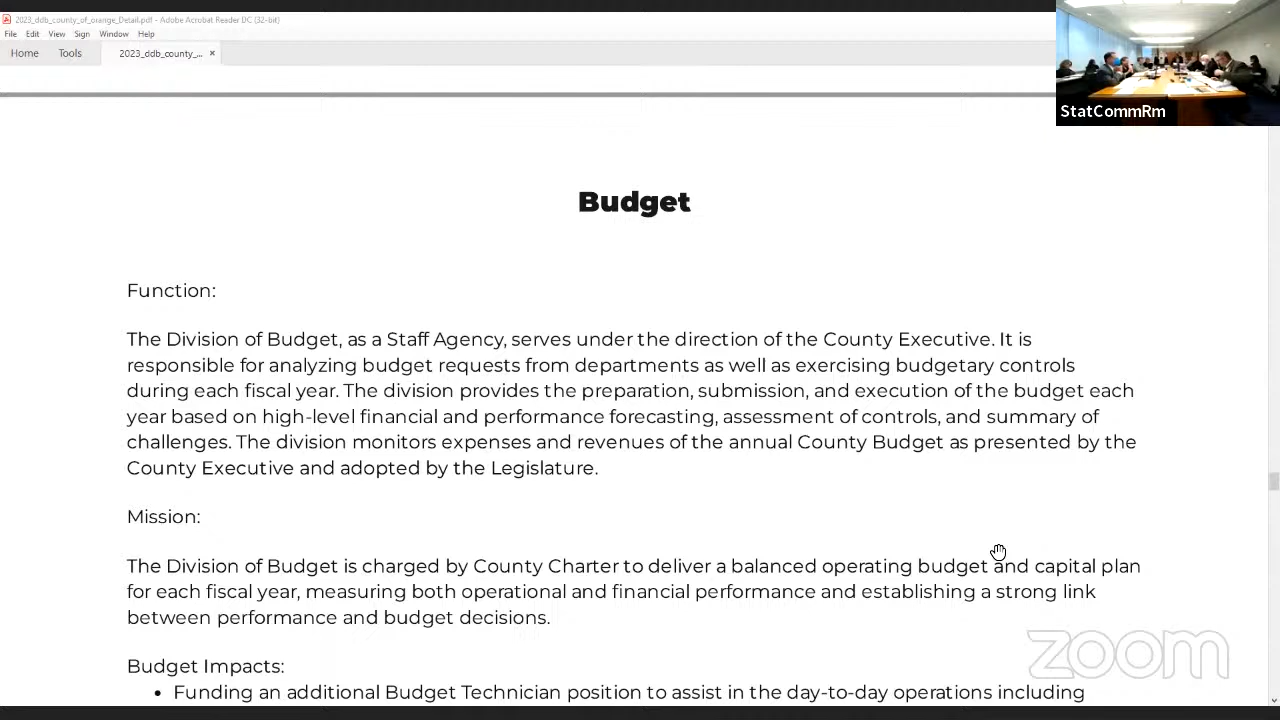 2023_ddb_county_of_orange_Detail.pdf - Adobe Acrobat Reader DC (32-bit)
File Edit View Sign Window Help
Home Tools 2023_ddb_county_... ×
StatCommRm
Budget
Function:
The Division of Budget, as a Staff Agency, serves under the direction of the County Executive. It is
responsible for analyzing budget requests from departments as well as exercising budgetary controls
during each fiscal year. The division provides the preparation, submission, and execution of the budget each
year based on high-level financial and performance forecasting, assessment of controls, and summary of
challenges. The division monitors expenses and revenues of the annual County Budget as presented by the
County Executive and adopted by the Legislature.
Mission:
The Division of Budget is charged by County Charter to deliver a balanced operating budget and capital plan
for each fiscal year, measuring both operational and financial performance and establishing a strong link
between performance and budget decisions.
Budget Impacts:
• Funding an additional Budget Technician position to assist in the day-to-day operations including
zoom